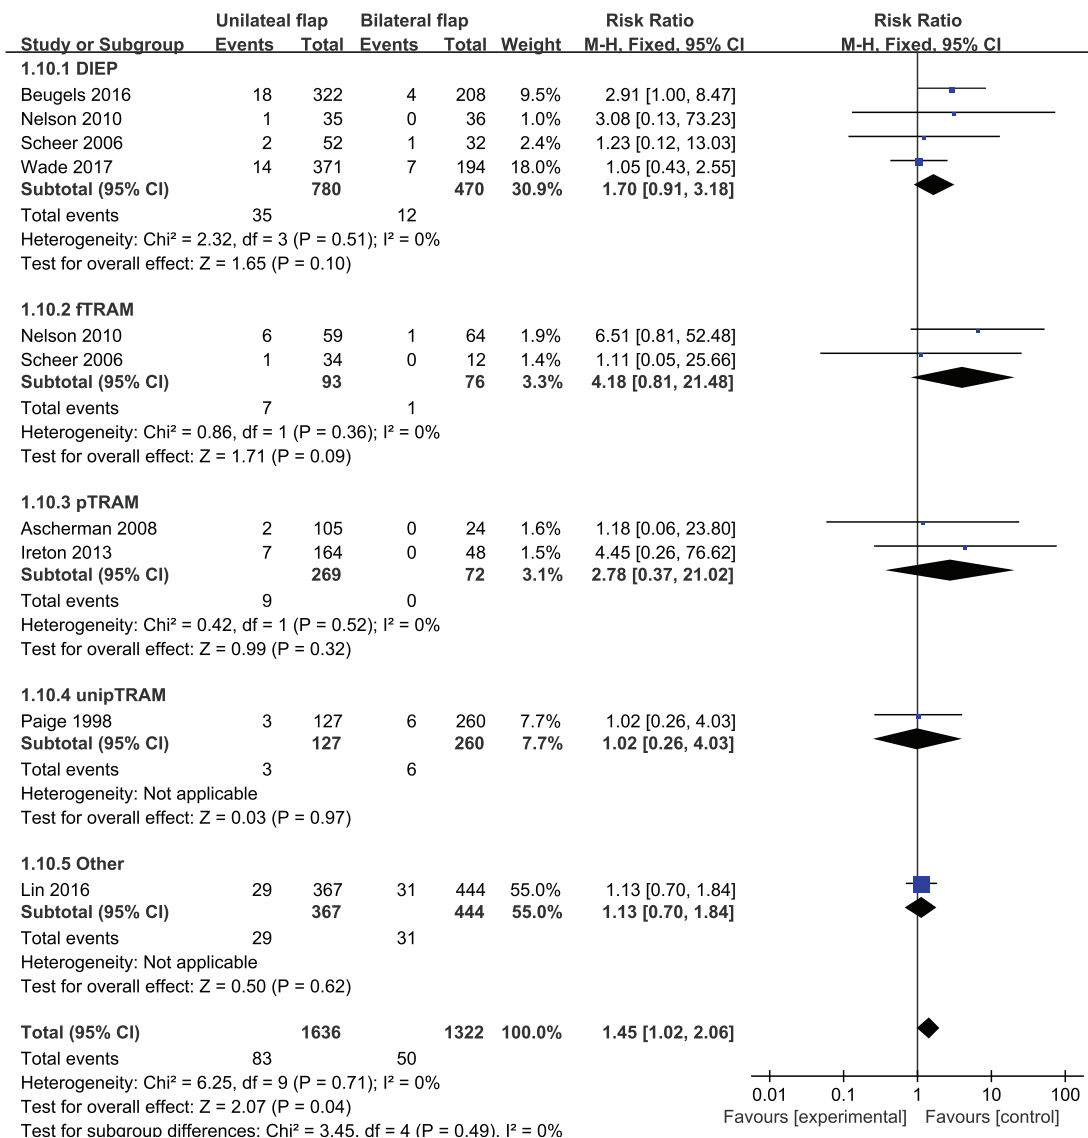 Unilateal flap Bilateral flap Risk Ratio Risk Ratio
Study or Subgroup Events Total Events Total Weight M-H, Fixed, 95% CI M-H, Fixed, 95% CI
1.10.1 DIEP
Beugels 2016 18 322 4 208 9.5% 2.91 [1.00, 8.47]
Nelson 2010 1 35 0 36 1.0% 3.08 [0.13, 73.23]
Scheer 2006 2 52 1 32 2.4% 1.23 [0.12, 13.03]
Wade 2017 14 371 7 194 18.0% 1.05 [0.43, 2.55]
Subtotal (95% CI) 780 470 30.9% 1.70 [0.91, 3.18]
Total events 35 12
Heterogeneity: Chi² = 2.32, df = 3 (P = 0.51); I² = 0%
Test for overall effect: Z = 1.65 (P = 0.10)
1.10.2 fTRAM
Nelson 2010 6 59 1 64 1.9% 6.51 [0.81, 52.48]
Scheer 2006 1 34 0 12 1.4% 1.11 [0.05, 25.66]
Subtotal (95% CI) 93 76 3.3% 4.18 [0.81, 21.48]
Total events 7 1
Heterogeneity: Chi² = 0.86, df = 1 (P = 0.36); I² = 0%
Test for overall effect: Z = 1.71 (P = 0.09)
1.10.3 pTRAM
Ascherman 2008 2 105 0 24 1.6% 1.18 [0.06, 23.80]
Ireton 2013 7 164 0 48 1.5% 4.45 [0.26, 76.62]
Subtotal (95% CI) 269 72 3.1% 2.78 [0.37, 21.02]
Total events 9 0
Heterogeneity: Chi² = 0.42, df = 1 (P = 0.52); I² = 0%
Test for overall effect: Z = 0.99 (P = 0.32)
1.10.4 unipTRAM
Paige 1998 3 127 6 260 7.7% 1.02 [0.26, 4.03]
Subtotal (95% CI) 127 260 7.7% 1.02 [0.26, 4.03]
Total events 3 6
Heterogeneity: Not applicable
Test for overall effect: Z = 0.03 (P = 0.97)
1.10.5 Other
Lin 2016 29 367 31 444 55.0% 1.13 [0.70, 1.84]
Subtotal (95% CI) 367 444 55.0% 1.13 [0.70, 1.84]
Total events 29 31
Heterogeneity: Not applicable
Test for overall effect: Z = 0.50 (P = 0.62)
Total (95% CI) 1636 1322 100.0% 1.45 [1.02, 2.06]
Total events 83 50
Heterogeneity: Chi² = 6.25, df = 9 (P = 0.71); I² = 0%
Test for overall effect: Z = 2.07 (P = 0.04)
Test for subgroup differences: Chi² = 3.45, df = 4 (P = 0.49), I² = 0%
0.01 0.1 1 10 100
Favours [experimental] Favours [control]